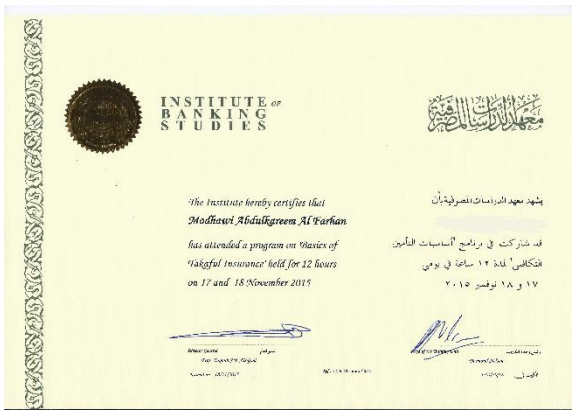 INSTITUTE OF
BANKING
STUDIES
معهد الدراسات المصرفية
The Institute hereby certifies that
Modhawi Abdulkareem Al Farhan
has attended a program on 'Basics of
Takaful Insurance' held for 12 hours
on 17 and 18 November 2015
يشهد معهد الدراسات المصرفية بأن
قد شاركت في برنامج "أساسيات التأمين
التكافلي" لمدة ١٢ ساعة في يومي
١٧ و ١٨ نوفمبر ٢٠١٥